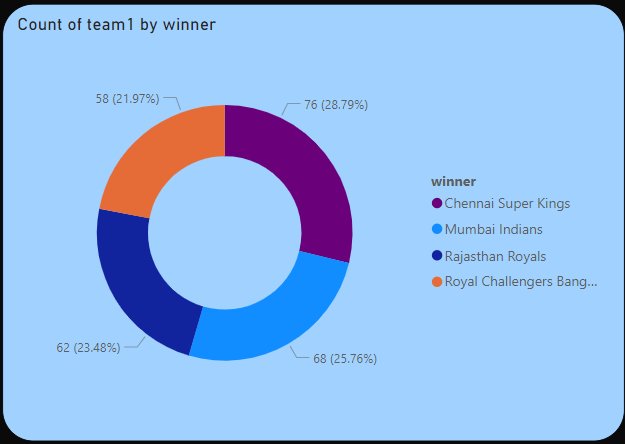 Count of team1 by winner
58 (21.97%)
76 (28.79%)
winner
Chennai Super Kings
Mumbai Indians
Rajasthan Royals
Royal Challengers Bang...
62 (23.48%)
68 (25.76%)